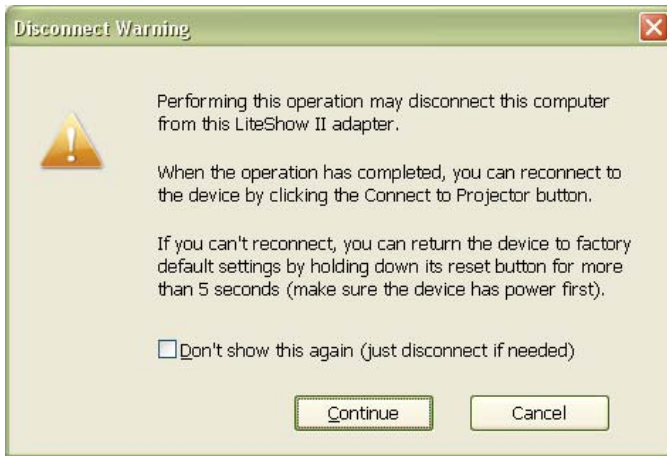 Disconnect Warning
Performing this operation may disconnect this computer
from this LiteShow II adapter.
When the operation has completed, you can reconnect to
the device by clicking the Connect to Projector button.
If you can't reconnect, you can return the device to factory
default settings by holding down its reset button for more
than 5 seconds (make sure the device has power first).
Don't show this again (just disconnect if needed)
Continue
Cancel